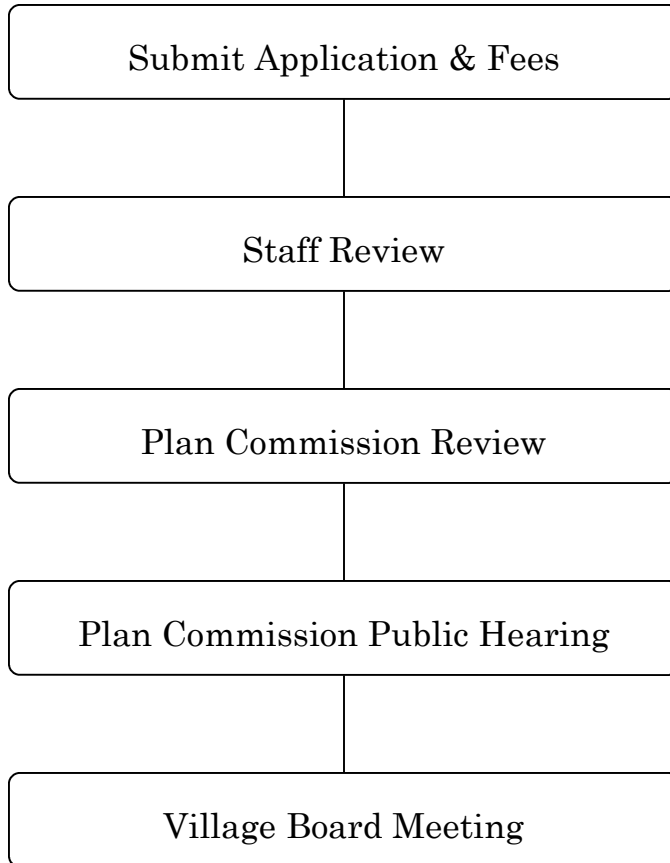 Submit Application & Fees
Staff Review
Plan Commission Review
Plan Commission Public Hearing
Village Board Meeting